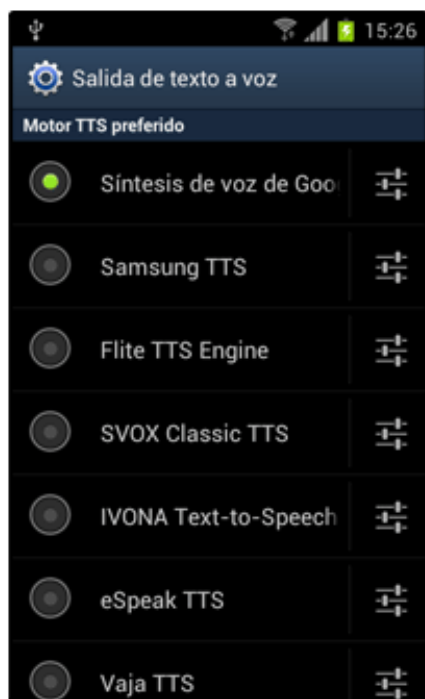 15:26
Salida de texto a voz
Motor TTS preferido
Síntesis de voz de Goo
Samsung TTS
Flite TTS Engine
SVOX Classic TTS
IVONA Text-to-Speech
eSpeak TTS
Vaja TTS